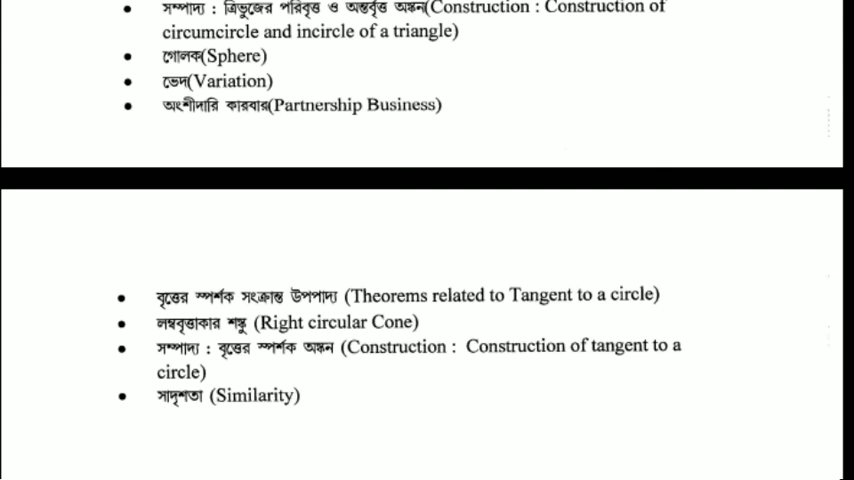 সম্পাদ্য : ত্রিভুজের পরিবৃত্ত ও অন্তর্বৃত্ত অঙ্কন(Construction : Construction of
circumcircle and incircle of a triangle)
গোলক(Sphere)
ভেদ(Variation)
অংশীদারি কারবার(Partnership Business)
বৃত্তের স্পর্শক সংক্রান্ত উপপাদ্য (Theorems related to Tangent to a circle)
লম্ববৃত্তাকার শঙ্কু (Right circular Cone)
সম্পাদ্য : বৃত্তের স্পর্শক অঙ্কন (Construction : Construction of tangent to a
circle)
সাদৃশতা (Similarity)